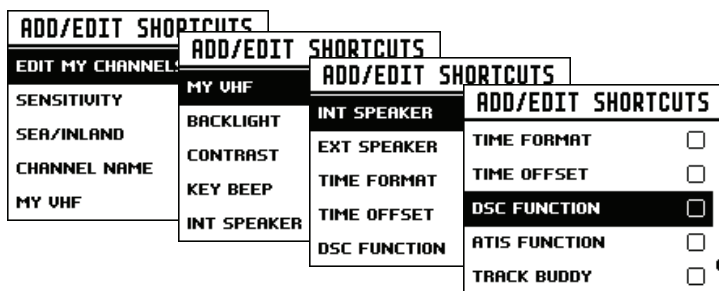 ADD/EDIT SHORTCUTS
EDIT MY CHANNELS
SENSITIVITY
SEA/INLAND
CHANNEL NAME
MY VHF
ADD/EDIT SHORTCUTS
MY VHF
BACKLIGHT
CONTRAST
KEY BEEP
INT SPEAKER
ADD/EDIT SHORTCUTS
INT SPEAKER
EXT SPEAKER
TIME FORMAT
TIME OFFSET
DSC FUNCTION
ADD/EDIT SHORTCUTS
TIME FORMAT
TIME OFFSET
DSC FUNCTION
ATIS FUNCTION
TRACK BUDDY